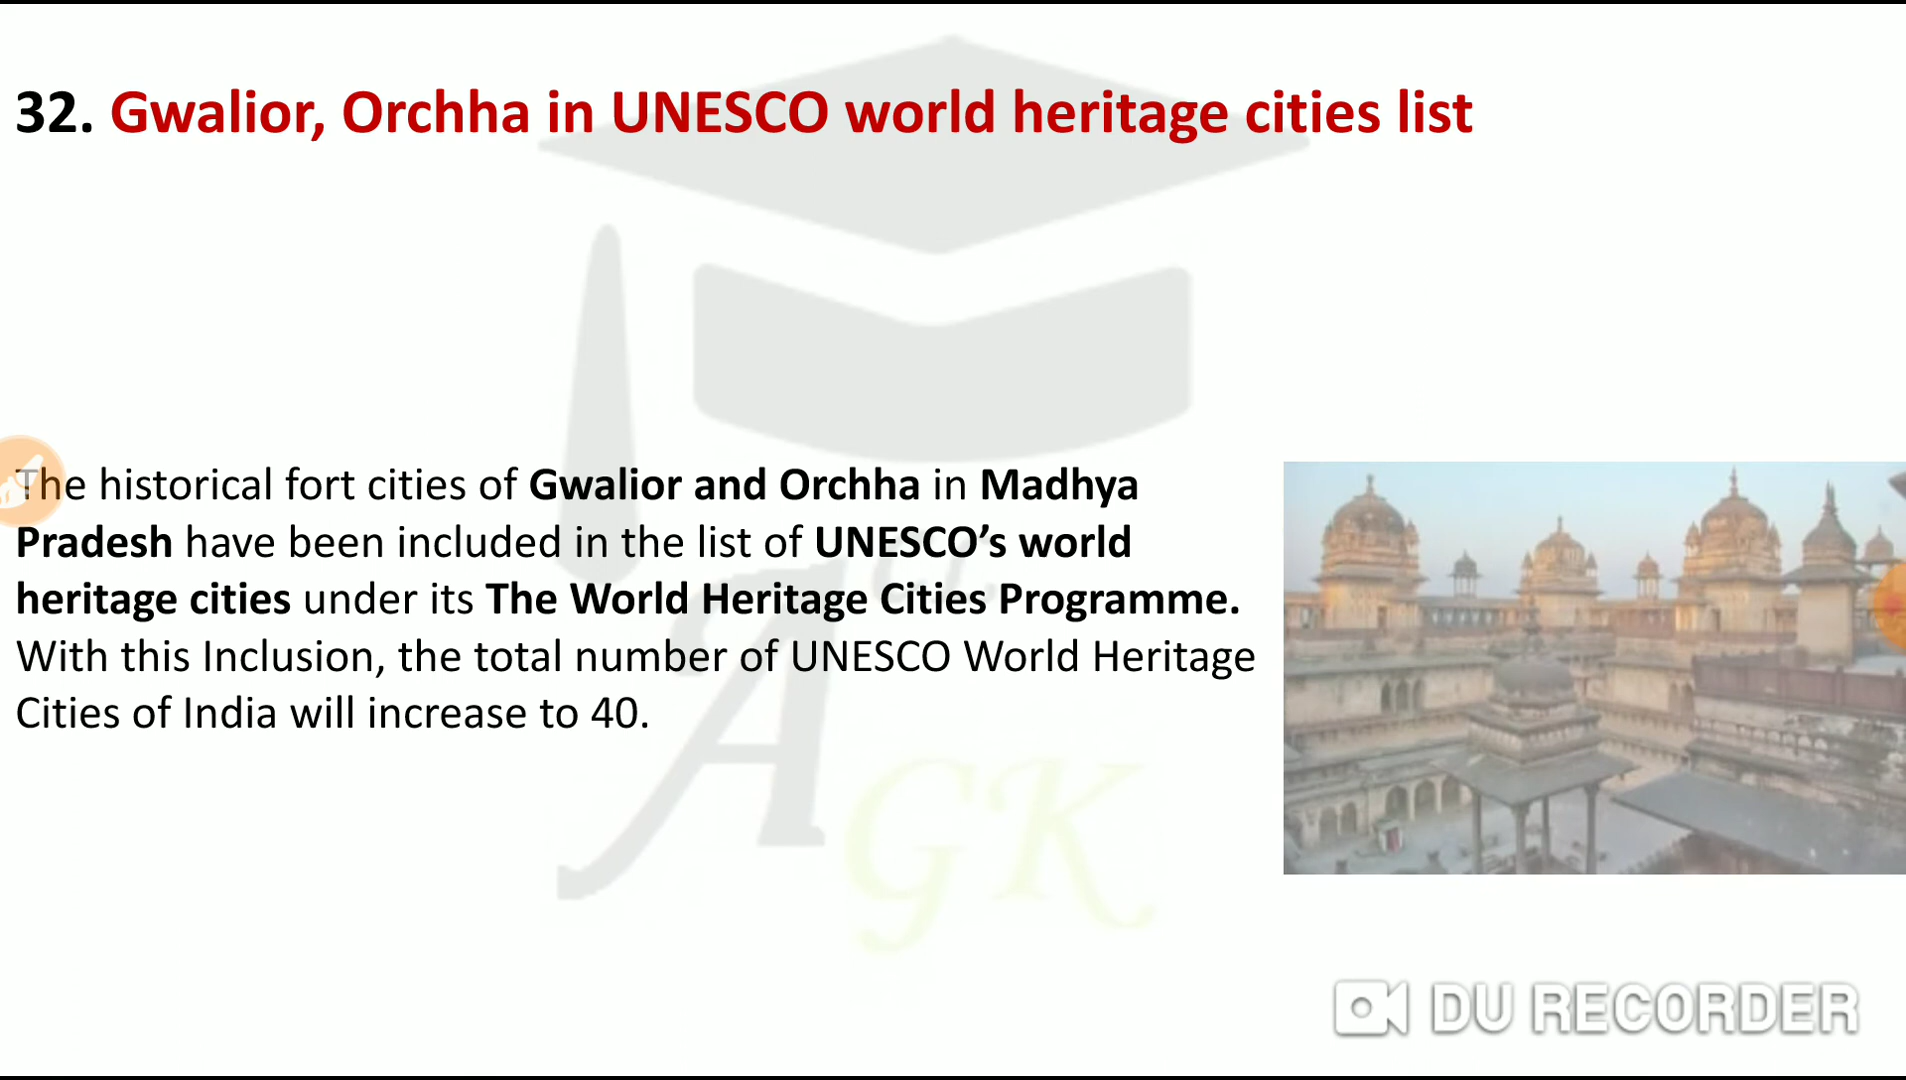 32. Gwalior, Orchha in UNESCO world heritage cities list
The historical fort cities of Gwalior and Orchha in Madhya
Pradesh have been included in the list of UNESCO’s world
heritage cities under its The World Heritage Cities Programme.
With this Inclusion, the total number of UNESCO World Heritage
Cities of India will increase to 40.
A
GK
DU RECORDER